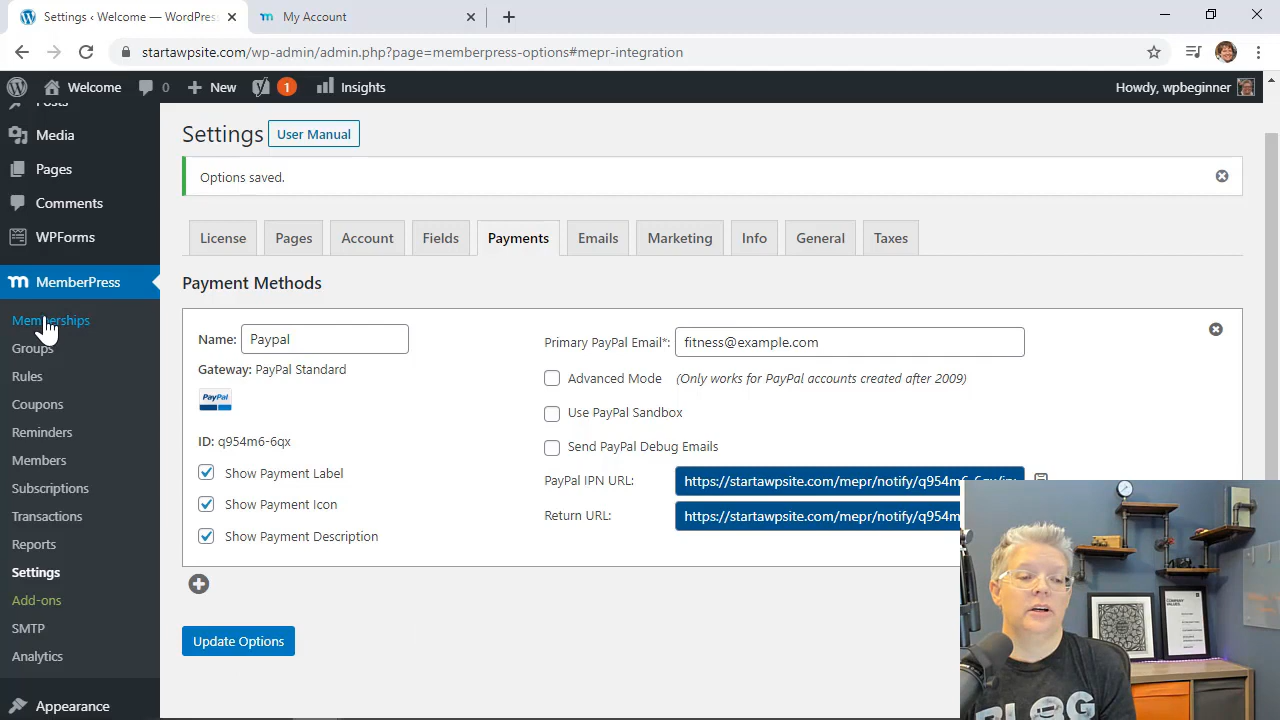 Settings ‹ Welcome — WordPres
My Account
startawpsite.com/wp-admin/admin.php?page=memberpress-options#mepr-integration
Welcome
0
New
1
Insights
Howdy, wpbeginner
Posts
Media
Pages
Comments
WPForms
MemberPress
Memberships
Groups
Rules
Coupons
Reminders
Members
Subscriptions
Transactions
Reports
Settings
Add-ons
SMTP
Analytics
Appearance
Settings
User Manual
Options saved.
License
Pages
Account
Fields
Payments
Emails
Marketing
Info
General
Taxes
Payment Methods
Name: Paypal
Gateway: PayPal Standard
PayPal
ID: q954m6-6qx
Show Payment Label
Show Payment Icon
Show Payment Description
Primary PayPal Email*: fitness@example.com
Advanced Mode (Only works for PayPal accounts created after 2009)
Use PayPal Sandbox
Send PayPal Debug Emails
PayPal IPN URL: https://startawpsite.com/mepr/notify/q954m6-6qx/ip
Return URL: https://startawpsite.com/mepr/notify/q954m
Update Options
COMPANY
VALUES